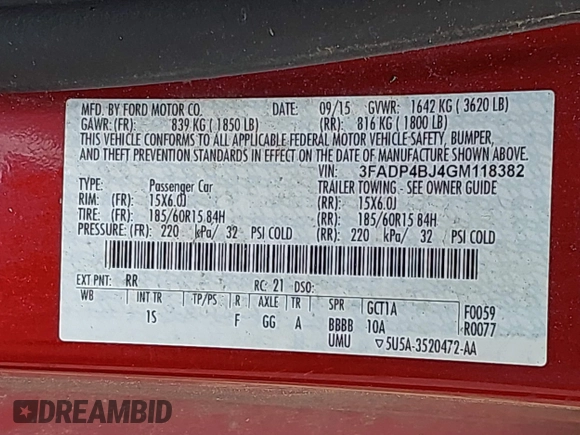 MFD. BY FORD MOTOR CO. DATE: 09/15 GVWR: 1642 KG ( 3620 LB)
GAWR: (FR): 839 KG ( 1850 LB) (RR): 816 KG ( 1800 LB)
THIS VEHICLE CONFORMS TO ALL APPLICABLE FEDERAL MOTOR VEHICLE SAFETY, BUMPER,
AND THEFT PREVENTION STANDARDS IN EFFECT ON THE DATE OF MANUFACTURE SHOWN ABOVE.
VIN: 3FADP4BJ4GM118382
TYPE: Passenger Car TRAILER TOWING - SEE OWNER GUIDE
RIM: (FR) 15X6.0J (RR): 15X6.0J
TIRE: (FR) 185/60R15 84H (RR): 185/60R15 84H
PRESSURE: (FR) 220 kPa/ 32 PSI COLD (RR): 220 kPa/ 32 PSI COLD
EXT PNT: RR RC: 21 DSO:
WB INT TR TP/PS R AXLE TR SPR GCT1A F0059
1S F GG A BBBB 10A R0077
UMU ▽5U5A-3520472-AA
DREAMBID